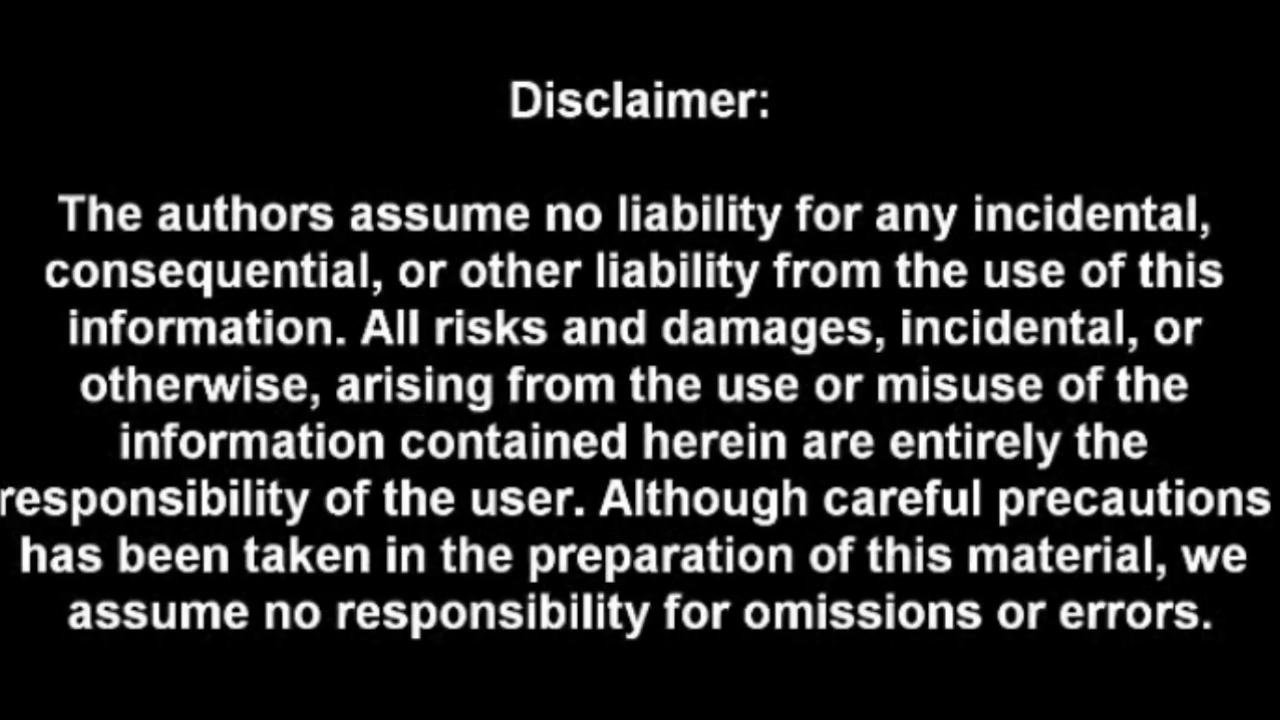 Disclaimer:
The authors assume no liability for any incidental,
consequential, or other liability from the use of this
information. All risks and damages, incidental, or
otherwise, arising from the use or misuse of the
information contained herein are entirely the
responsibility of the user. Although careful precautions
has been taken in the preparation of this material, we
assume no responsibility for omissions or errors.